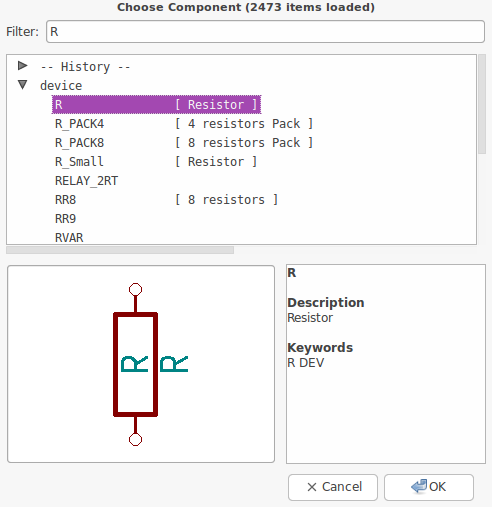 Choose Component (2473 items loaded)
Filter: R
-- History --
device
R [ Resistor ]
R_PACK4 [ 4 resistors Pack ]
R_PACK8 [ 8 resistors Pack ]
R_Small [ Resistor ]
RELAY_2RT
RR8 [ 8 resistors ]
RR9
RVAR
R R
R
Description
Resistor
Keywords
R DEV
Cancel OK